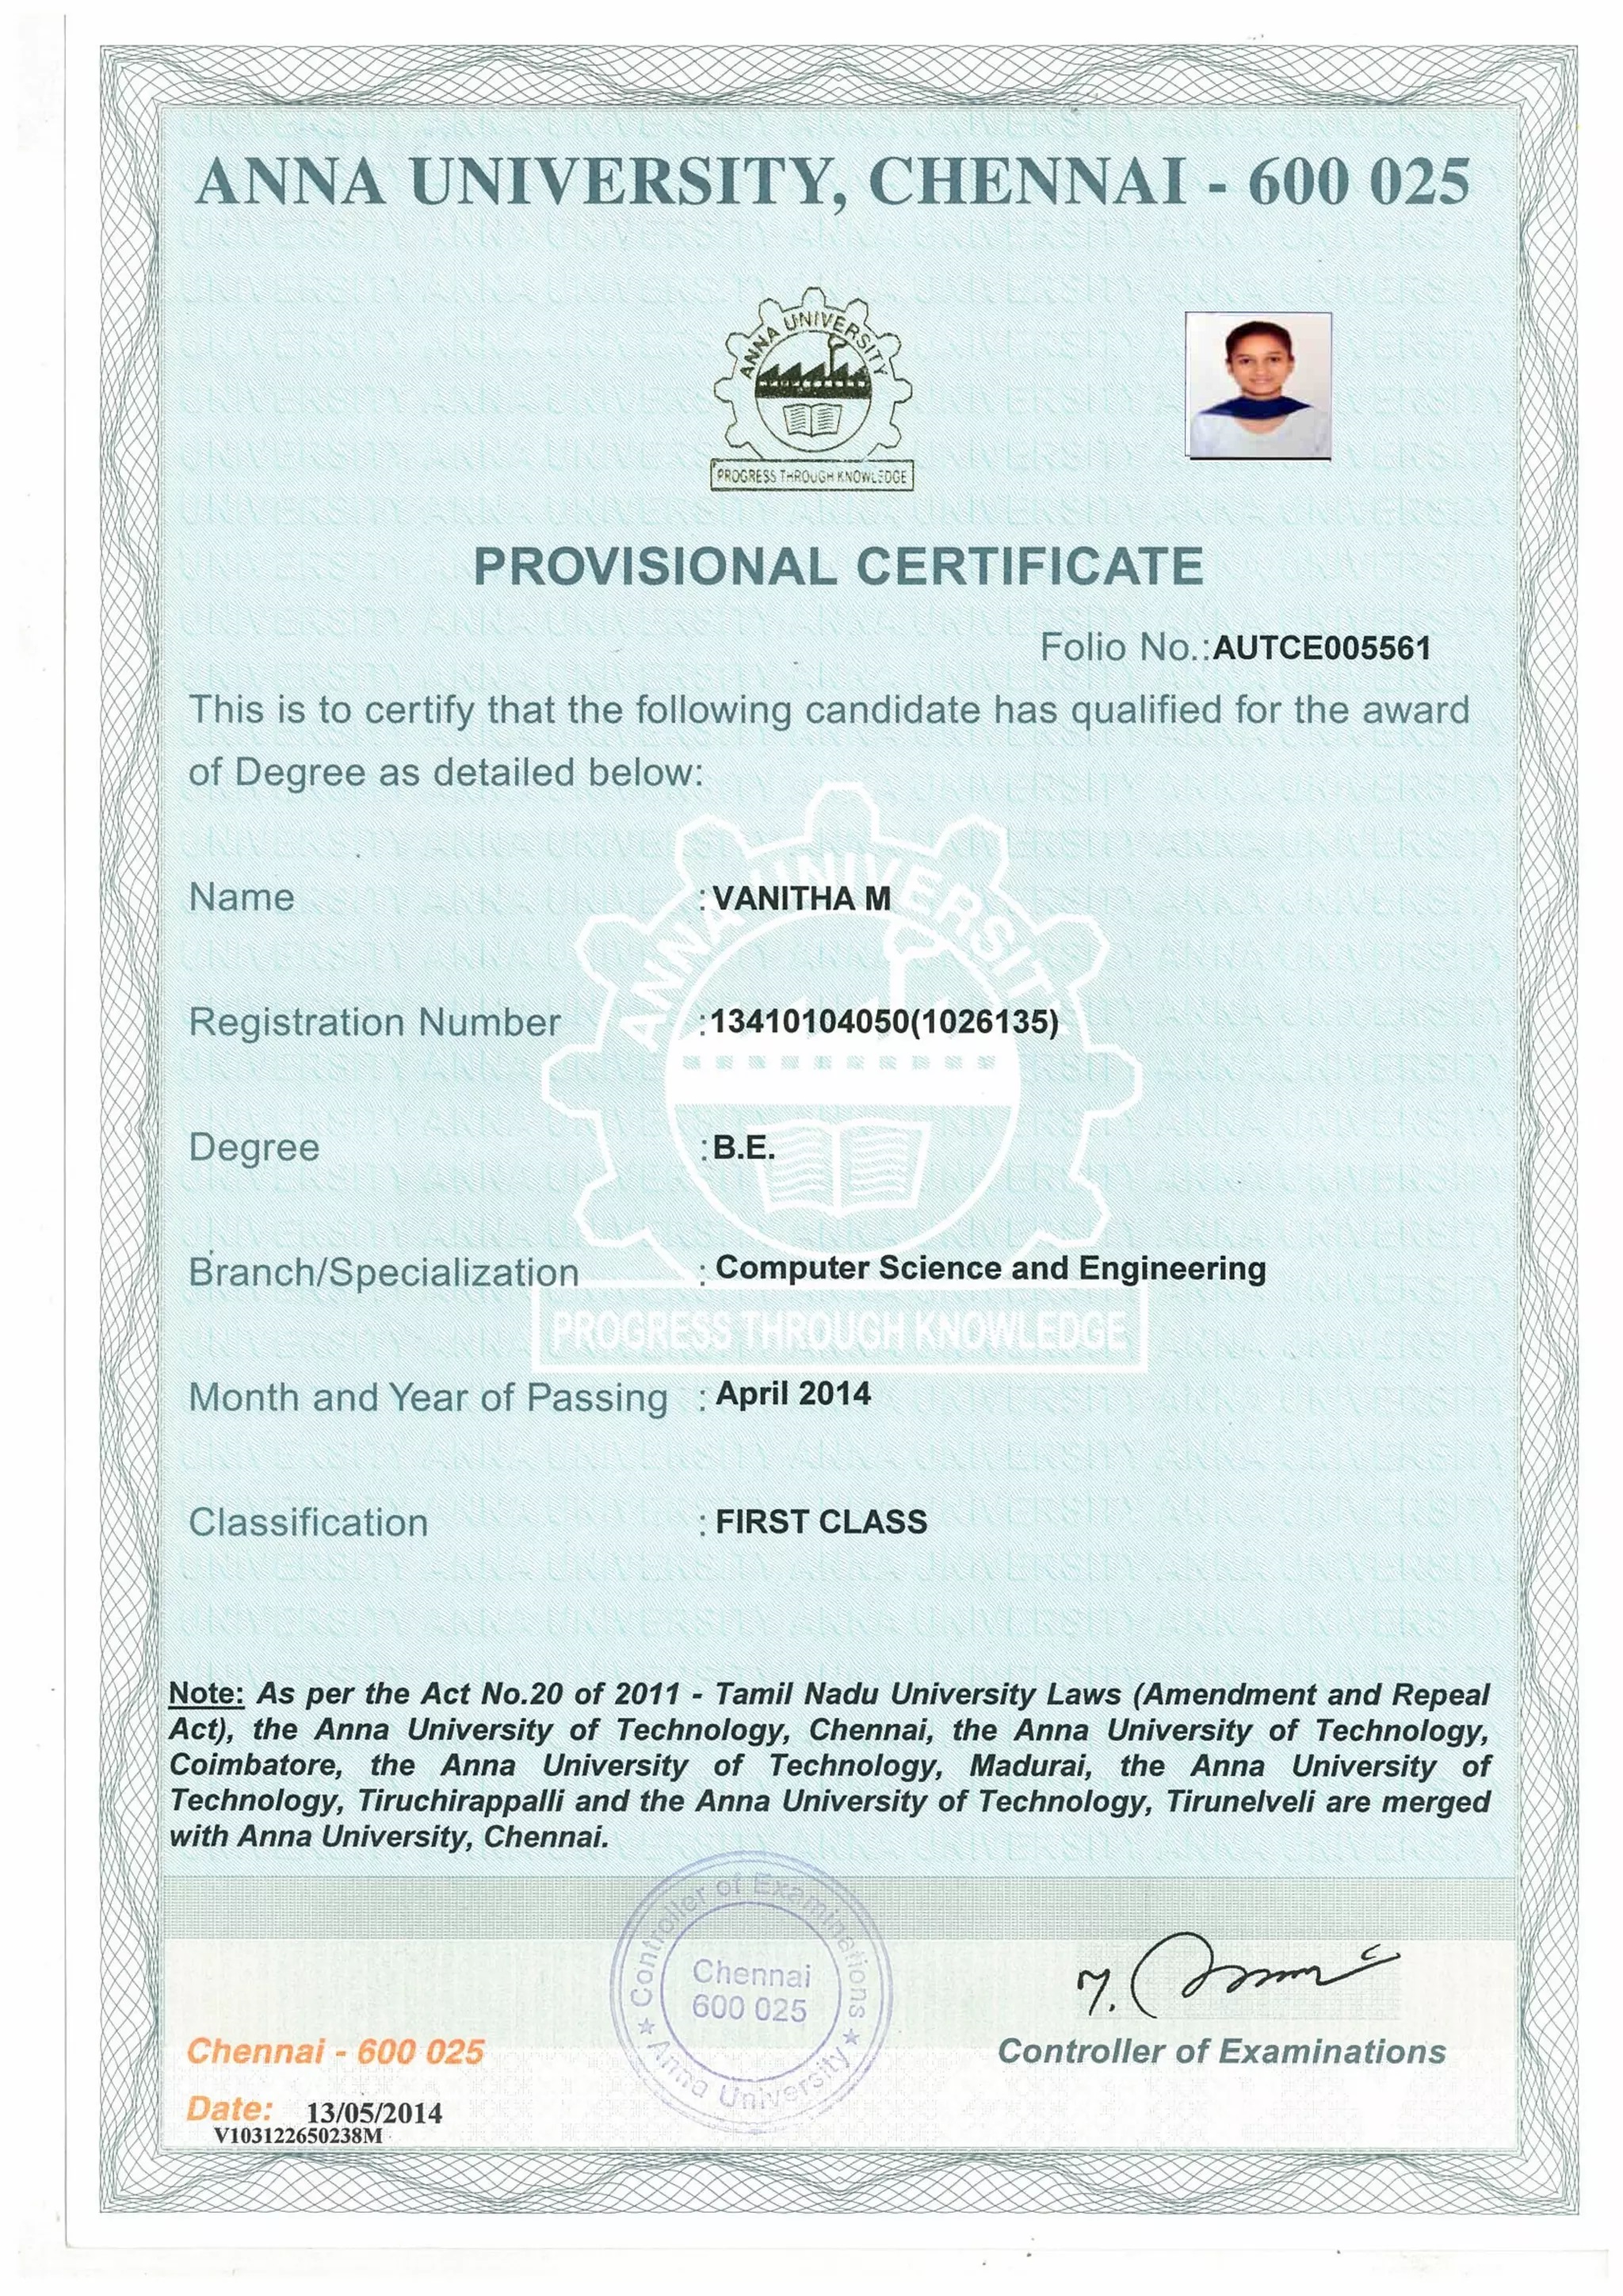 ANNA UNIVERSITY, CHENNAI - 600 025
ANNA UNIVERSITY
PROGRESS THROUGH KNOWLEDGE
PROVISIONAL CERTIFICATE
Folio No.:AUTCE005561
This is to certify that the following candidate has qualified for the award
of Degree as detailed below:
Name : VANITHA M
Registration Number : 13410104050(1026135)
Degree : B.E.
Branch/Specialization : Computer Science and Engineering
ANNA UNIVERSITY
PROGRESS THROUGH KNOWLEDGE
Month and Year of Passing : April 2014
Classification : FIRST CLASS
Note: As per the Act No.20 of 2011 - Tamil Nadu University Laws (Amendment and Repeal
Act), the Anna University of Technology, Chennai, the Anna University of Technology,
Coimbatore, the Anna University of Technology, Madurai, the Anna University of
Technology, Tiruchirappalli and the Anna University of Technology, Tirunelveli are merged
with Anna University, Chennai.
Controller of Examinations
Chennai
600 025
Anna University
Controller of Examinations
Chennai - 600 025
Date: 13/05/2014
V103122650238M